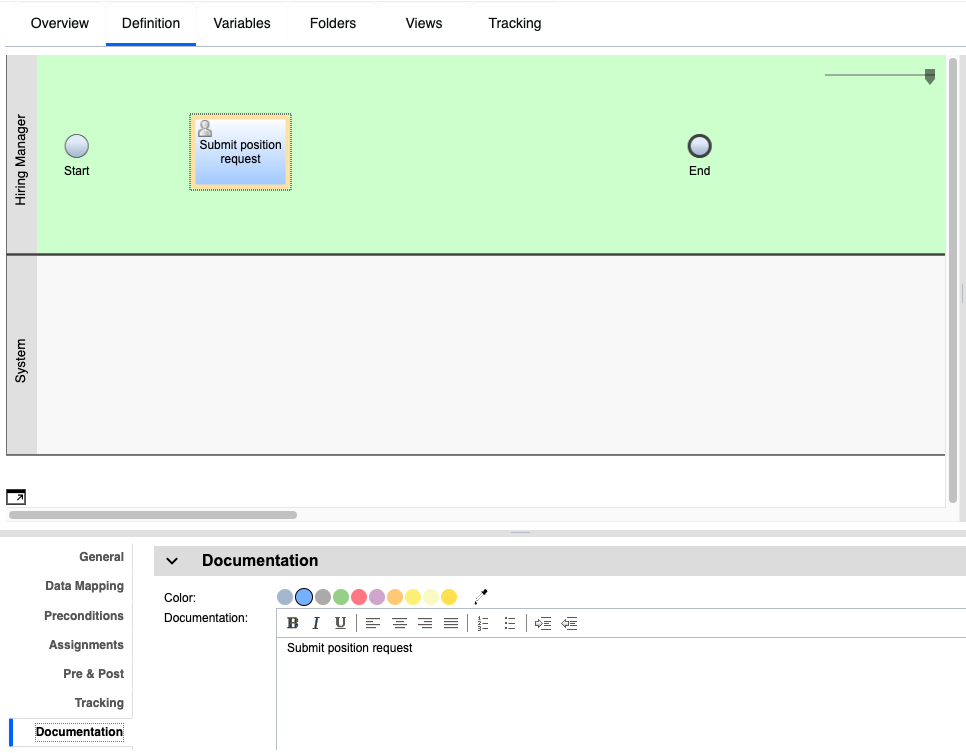 Overview Definition Variables Folders Views Tracking
Hiring Manager
Submit position
request
Start
End
System
General
Data Mapping
Preconditions
Assignments
Pre & Post
Tracking
Documentation
Documentation
Color:
Documentation:
B I U
Submit position request